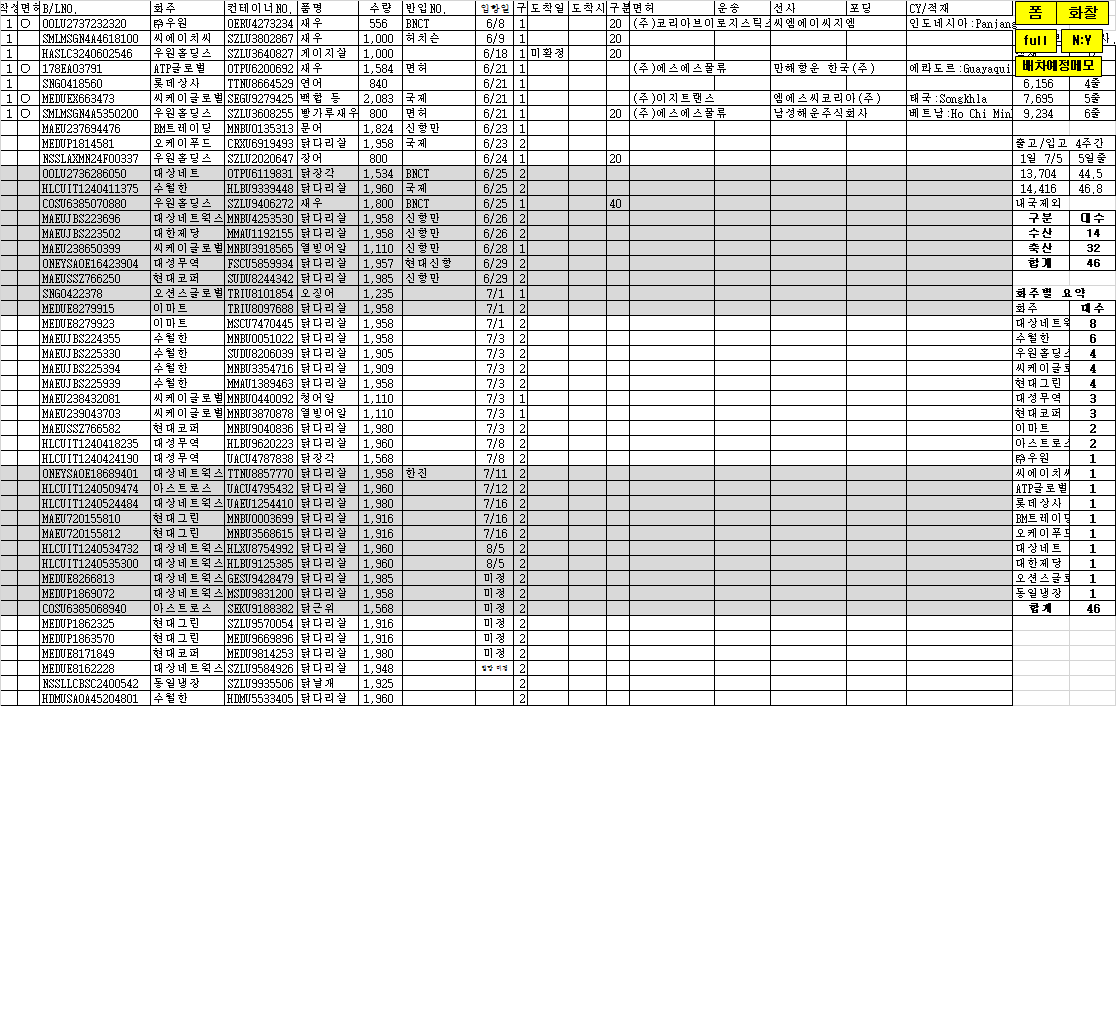 작성 면허 B/LNO. 화주 컨테이너NO. 품명 수량 반입NO. 입항일 구 도착일 도착시 구분 면허 운송 선사 포딩 CY/적재 폼 화찰
1 ○ OOLU2737232320 ㈜우원 OERU4273234 새우 556 BNCT 6/8 1 20 (주)코리아브이로지스틱스 씨엠에이씨지엠 인도네시아:Panjang
1 SMLMSGN4A4618100 씨에이치씨 SZLU3802867 새우 1,000 허치슨 6/9 1 20 full N:Y
1 HASLC3240602546 우원홀딩스 SZLU3640827 게이지살 1,000 6/18 1 미확정 20
1 ○ 178EA03791 ATP글로벌 OTPU6200692 새우 1,584 면허 6/21 1 (주)에스에스물류 만해항운 한국(주) 에콰도르:Guayaqui 배차예정메모
1 SNG0418560 롯데상사 TTNU8664529 연어 840 6/21 1 6,156 4줄
1 ○ MEDUEX663473 씨케이글로벌 SEGU9279425 백합 등 2,083 국제 6/21 1 (주)이지트랜스 엠에스씨코리아(주) 태국:Songkhla 7,695 5줄
1 ○ SMLMSGN4A5350200 우원홀딩스 SZLU3608255 빵가루새우 800 면허 6/21 1 20 (주)에스에스물류 남성해운주식회사 베트남:Ho Chi Min 9,234 6줄
MAEU237694476 BM트레이딩 MNBU0135313 문어 1,824 신항만 6/23 1
MEDUP1814581 오케이푸드 CRXU6919493 닭다리살 1,958 국제 6/23 2 출고/입고 4주간
NSSLAXMN24F00337 우원홀딩스 SZLU2020647 장어 800 6/24 1 20 1일 7/5 5일줄
OOLU2736286050 대상네트 OTPU6119831 닭장각 1,534 BNCT 6/25 2 13,704 44.5
HLCUIT1240411375 수월한 HLBU9339448 닭다리살 1,960 국제 6/25 2 14,416 46.8
COSU6385070880 우원홀딩스 SZLU9406272 새우 1,800 BNCT 6/25 1 40 내국제외
MAEUJBS223696 대상네트웍스 MNBU4253530 닭다리살 1,958 신항만 6/26 2 구분 대수
MAEUJBS223502 대한제당 MMAU1192155 닭다리살 1,958 신항만 6/26 2 수산 14
MAEU238650399 씨케이글로벌 MNBU3918565 열빙어알 1,110 신항만 6/28 1 축산 32
ONEYSAOE16423904 대성무역 FSCU5859934 닭다리살 1,957 현대신항 6/29 2 합계 46
MAEUSSZ766250 현대코퍼 SUDU8244342 닭다리살 1,985 신항만 6/29 2
SNG0422378 오션스글로벌 TRIU8101854 오징어 1,235 7/1 1 화주별 요약
MEDUE8279915 이마트 TRIU8097688 닭다리살 1,958 7/1 2 화주 대수
MEDUE8279923 이마트 MSCU7470445 닭다리살 1,958 7/1 2 대상네트웍 8
MAEUJBS224355 수월한 MNBU0051022 닭다리살 1,958 7/3 2 수월한 6
MAEUJBS225330 수월한 SUDU8206039 닭다리살 1,905 7/3 2 우원홀딩스 4
MAEUJBS225394 수월한 MNBU3354716 닭다리살 1,909 7/3 2 씨케이글로 4
MAEUJBS225939 수월한 MMAU1389463 닭다리살 1,958 7/3 2 현대그린 4
MAEU238432081 씨케이글로벌 MNBU0440092 청어알 1,110 7/3 1 대성무역 3
MAEU239043703 씨케이글로벌 MNBU3870878 열빙어알 1,110 7/3 1 현대코퍼 3
MAEUSSZ766582 현대코퍼 MNBU9040836 닭다리살 1,980 7/3 2 이마트 2
HLCUIT1240418235 대성무역 HLBU9620223 닭다리살 1,960 7/8 2 아스트로스 2
HLCUIT1240424190 대성무역 UACU4787838 닭장각 1,568 7/8 2 ㈜우원 1
ONEYSAOE18689401 대상네트웍스 TTNU8857770 닭다리살 1,958 한진 7/11 2 씨에이치씨 1
HLCUIT1240509474 아스트로스 UACU4795432 닭다리살 1,960 7/12 2 ATP글로벌 1
HLCUIT1240524484 대상네트웍스 UAEU1254410 닭다리살 1,980 7/16 2 롯데상사 1
MAEU720155810 현대그린 MNBU0003699 닭다리살 1,916 7/16 2 BM트레이딩 1
MAEU720155812 현대그린 MNBU3568615 닭다리살 1,916 7/16 2 오케이푸드 1
HLCUIT1240534732 대상네트웍스 HLXU8754992 닭다리살 1,960 8/5 2 대상네트 1
HLCUIT1240535300 대상네트웍스 HLBU9125385 닭다리살 1,960 8/5 2 대한제당 1
MEDUE8266813 대상네트웍스 GESU9428479 닭다리살 1,985 미정 2 오션스글로 1
MEDUP1869072 대상네트웍스 MSDU9831200 닭다리살 1,958 미정 2 동일냉장 1
COSU6385068940 아스트로스 SEKU9188382 닭근위 1,568 미정 2 합계 46
MEDUP1862325 현대그린 SZLU9570054 닭다리살 1,916 미정 2
MEDUP1863570 현대그린 MEDU9669896 닭다리살 1,916 미정 2
MEDUE8171849 현대코퍼 MEDU9814253 닭다리살 1,980 미정 2
MEDUE8162228 대상네트웍스 SZLU9584926 닭다리살 1,948 미정 2
NSSLLCBSC2400542 동일냉장 SZLU9935506 닭날개 1,925 2
HDMUSAOA45204801 수월한 HDMU5533405 닭다리살 1,960 2